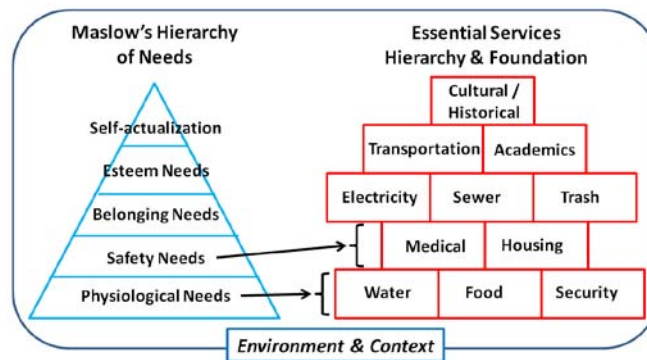 Maslow's Hierarchy
of Needs
Self-actualization
Esteem Needs
Belonging Needs
Safety Needs
Physiological Needs
Essential Services
Hierarchy & Foundation
Cultural /
Historical
Transportation Academics
Electricity Sewer Trash
Medical Housing
Water Food Security
Environment & Context